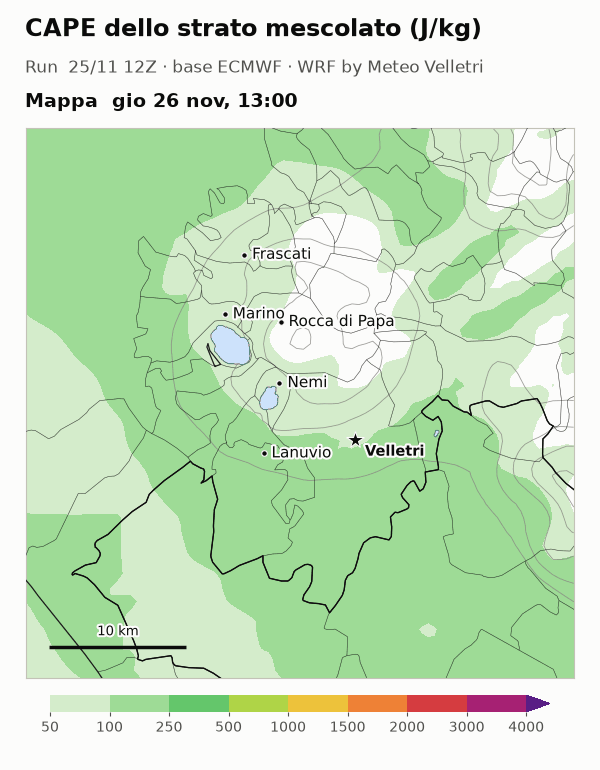 CAPE dello strato mescolato (J/kg)
Run  25/11 12Z · base ECMWF · WRF by Meteo Velletri
Mappa  gio 26 nov, 13:00
Frascati
Marino
Rocca di Papa
Nemi
Velletri
Lanuvio
10 km
50 100 250 500 1000 1500 2000 3000 4000